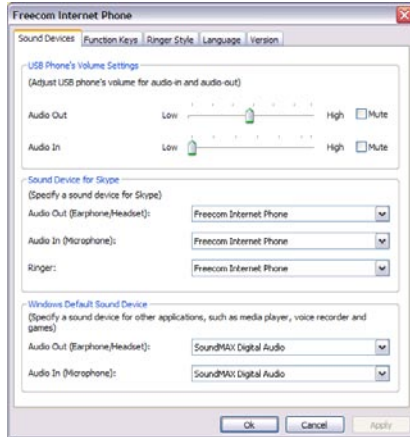 Freecom Internet Phone
Sound Devices Function Keys Ringer Style Language Version
USB Phone's Volume Settings
(Adjust USB phone's volume for audio-in and audio-out)
Audio Out Low High Mute
Audio In Low High Mute
Sound Device for Skype
(Specify a sound device for Skype)
Audio Out (Earphone/Headset): Freecom Internet Phone
Audio In (Microphone): Freecom Internet Phone
Ringer: Freecom Internet Phone
Windows Default Sound Device
(Specify a sound device for other applications, such as media player, voice recorder and
games)
Audio Out (Earphone/Headset): SoundMAX Digital Audio
Audio In (Microphone): SoundMAX Digital Audio
Ok Cancel Apply